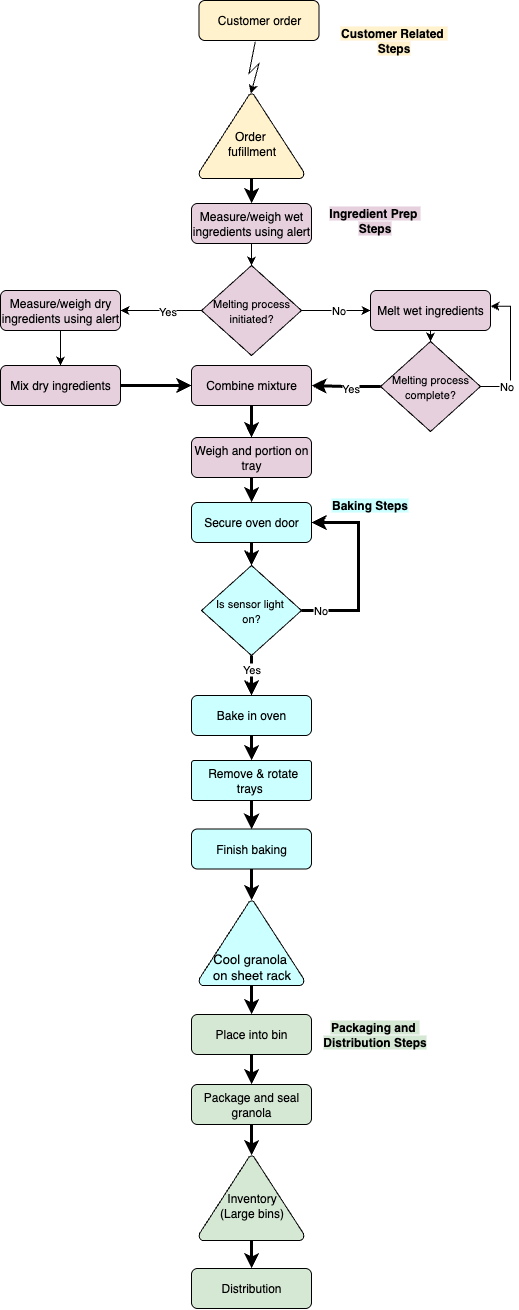 Customer order
Customer Related
Steps
Order
fufillment
Measure/weigh wet
ingredients using alert
Ingredient Prep
Steps
Measure/weigh dry
ingredients using alert
Yes
Melting process
initiated?
No
Melt wet ingredients
Mix dry ingredients
Combine mixture
Yes
Melting process
complete?
No
Weigh and portion on
tray
Secure oven door
Baking Steps
Is sensor light
on?
No
Yes
Bake in oven
Remove & rotate
trays
Finish baking
Cool granola
on sheet rack
Place into bin
Packaging and
Distribution Steps
Package and seal
granola
Inventory
(Large bins)
Distribution